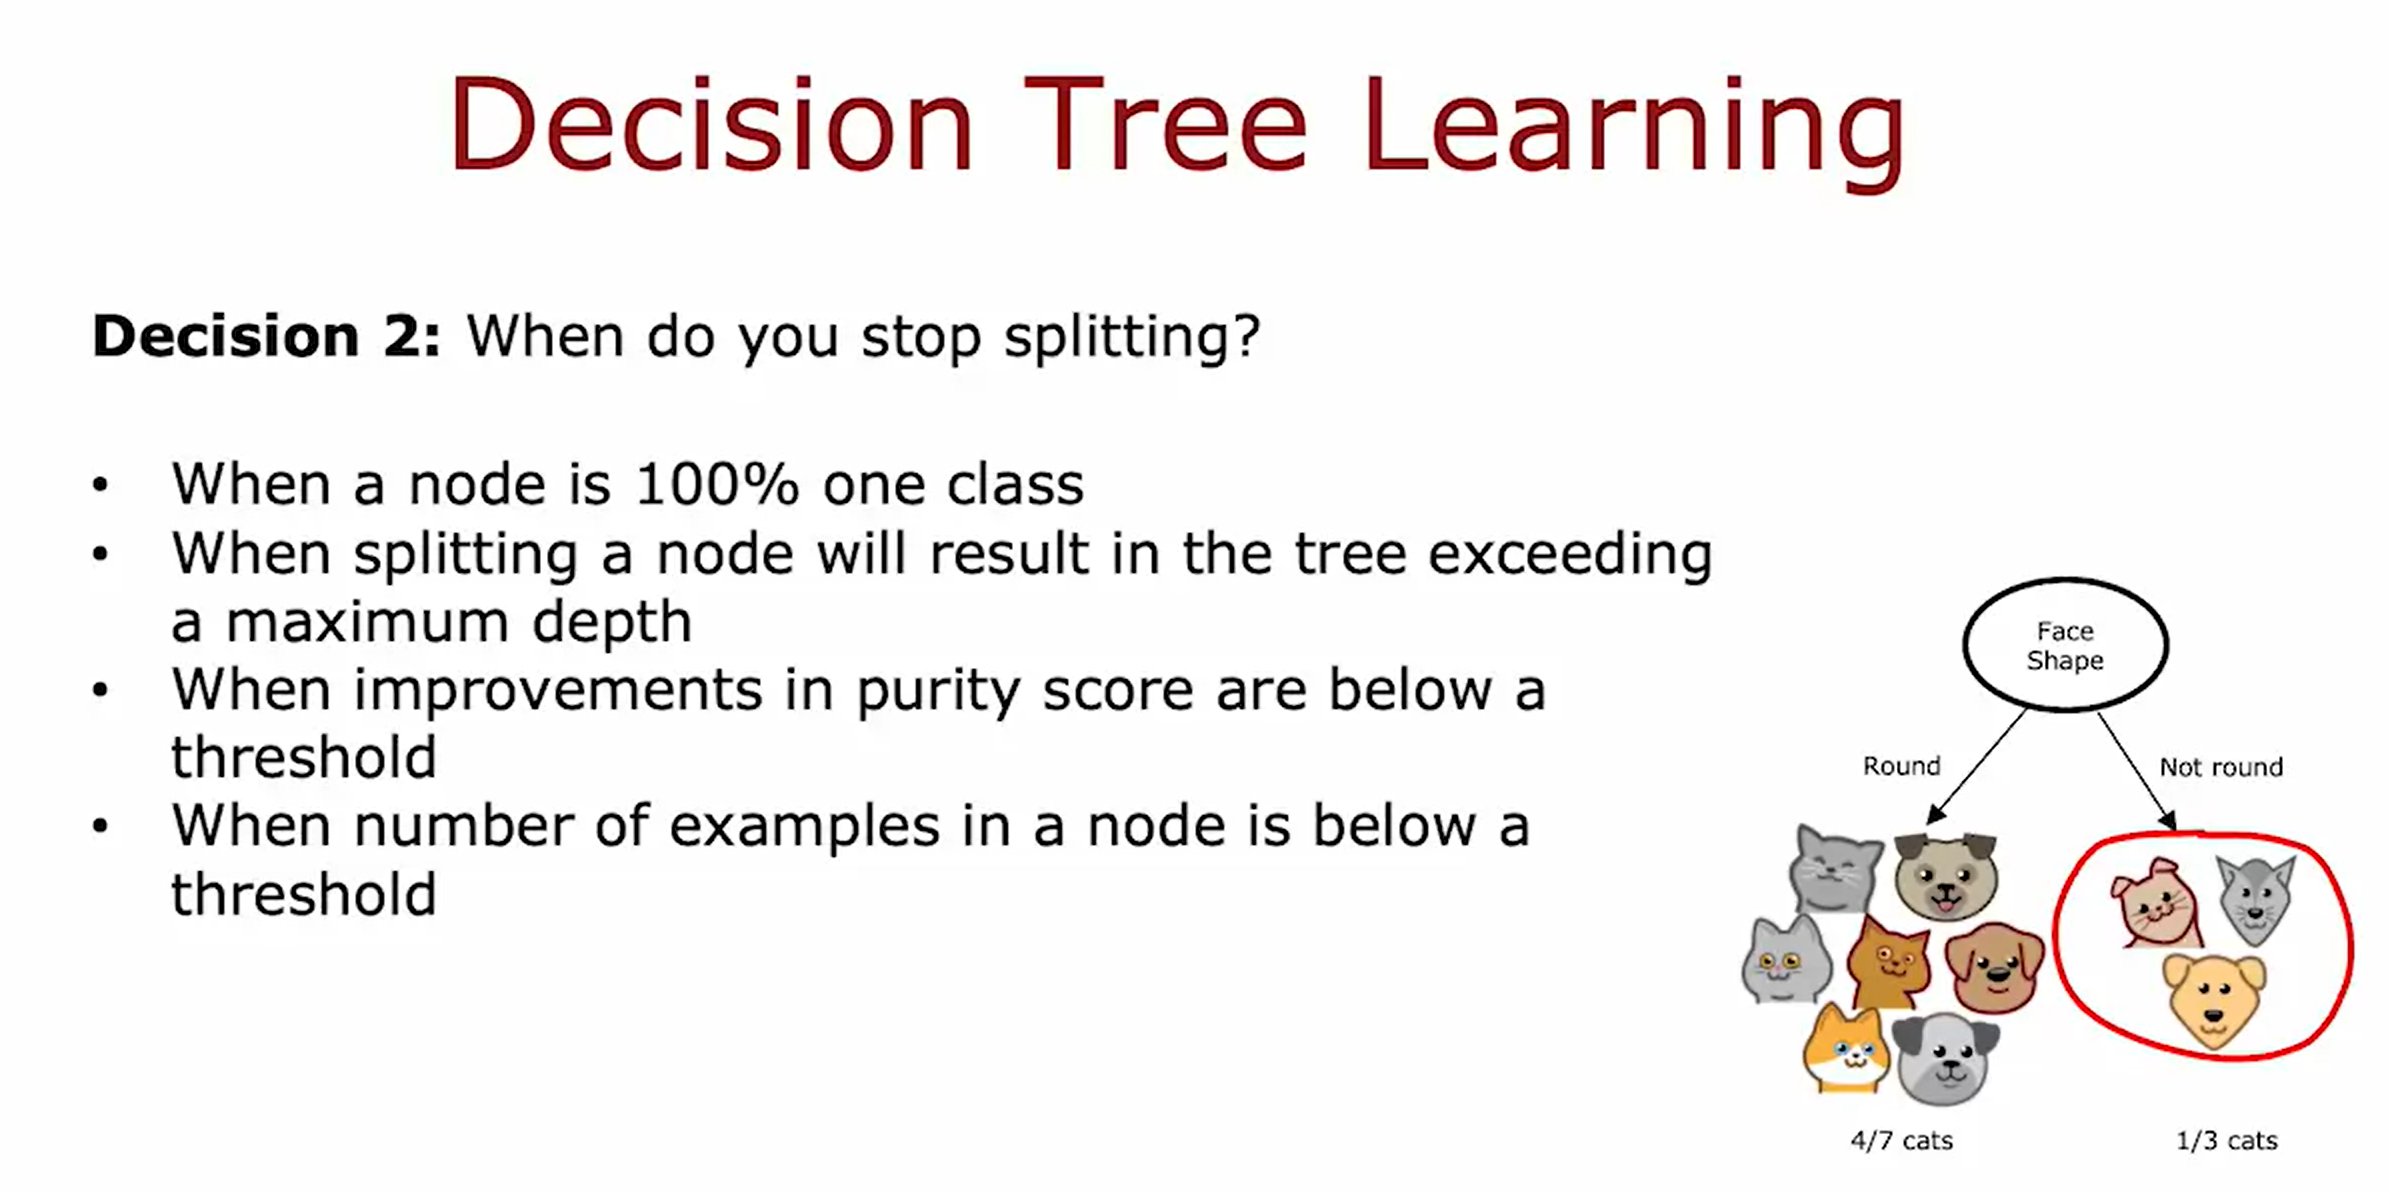 Decision Tree Learning
Decision 2: When do you stop splitting?
• When a node is 100% one class
• When splitting a node will result in the tree exceeding
a maximum depth
• When improvements in purity score are below a
threshold
• When number of examples in a node is below a
threshold
Face
Shape
Round
Not round
4/7 cats
1/3 cats